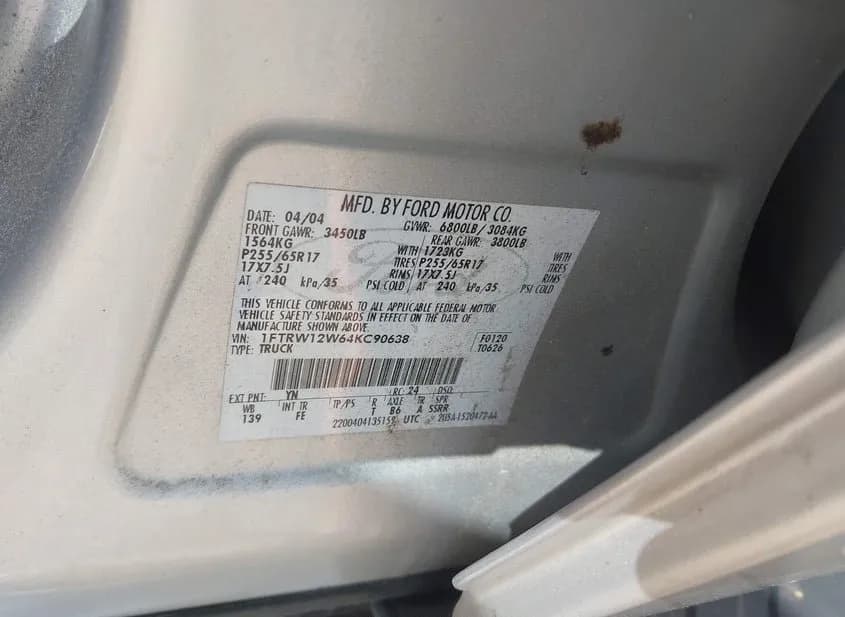 MFD. BY FORD MOTOR CO.
DATE: 04/04 GVWR: 6800LB/3084KG
FRONT GAWR: 3450LB REAR GAWR: 3800LB
1564KG WITH 1723KG WITH
P255/65R17 TIRES P255/65R17 TIRES
17X7.5J RIMS 17X7.5J RIMS
AT 240 kPa/35 PSI COLD AT 240 kPa/35 PSI COLD
THIS VEHICLE CONFORMS TO ALL APPLICABLE FEDERAL MOTOR
VEHICLE SAFETY STANDARDS IN EFFECT ON THE DATE OF
MANUFACTURE SHOWN ABOVE.
VIN: 1FTRW12W64KC90638 F0120
TYPE: TRUCK T0626
EXT PNT: YN RC: 24 DSO:
WB INT TR TP/PS R AXLE TR SPR
139 FE T B6 A SSRR
22004041351 UTC